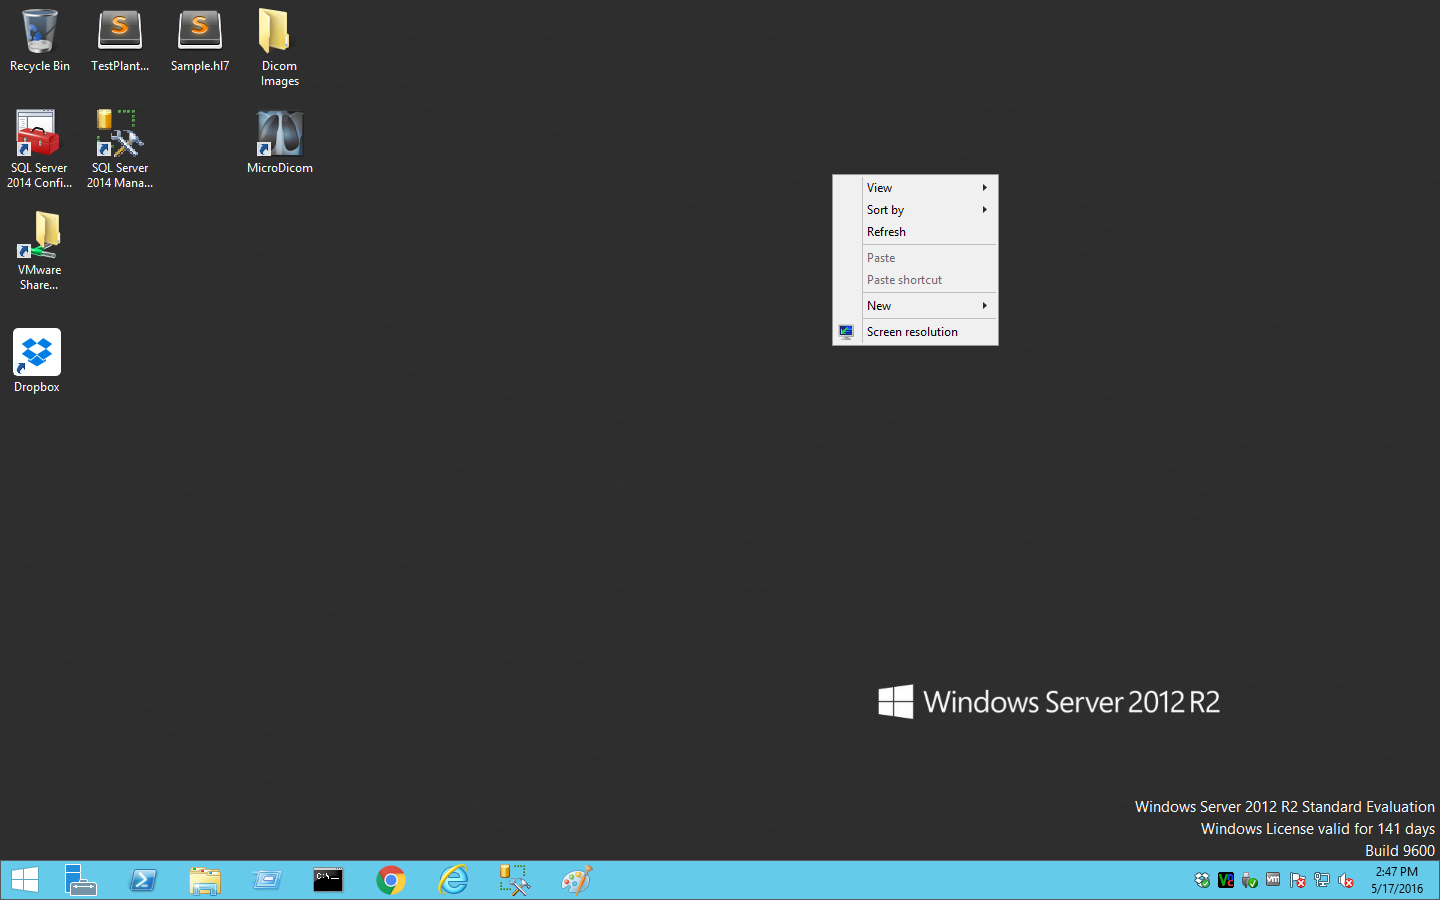 Recycle Bin
TestPlant...
Sample.hl7
Dicom
Images
SQL Server
2014 Confi...
SQL Server
2014 Mana...
MicroDicom
VMware
Share...
Dropbox
View
Sort by
Refresh
Paste
Paste shortcut
New
Screen resolution
Windows Server 2012 R2
Windows Server 2012 R2 Standard Evaluation
Windows License valid for 141 days
Build 9600
C:\_
vm
2:47 PM
5/17/2016